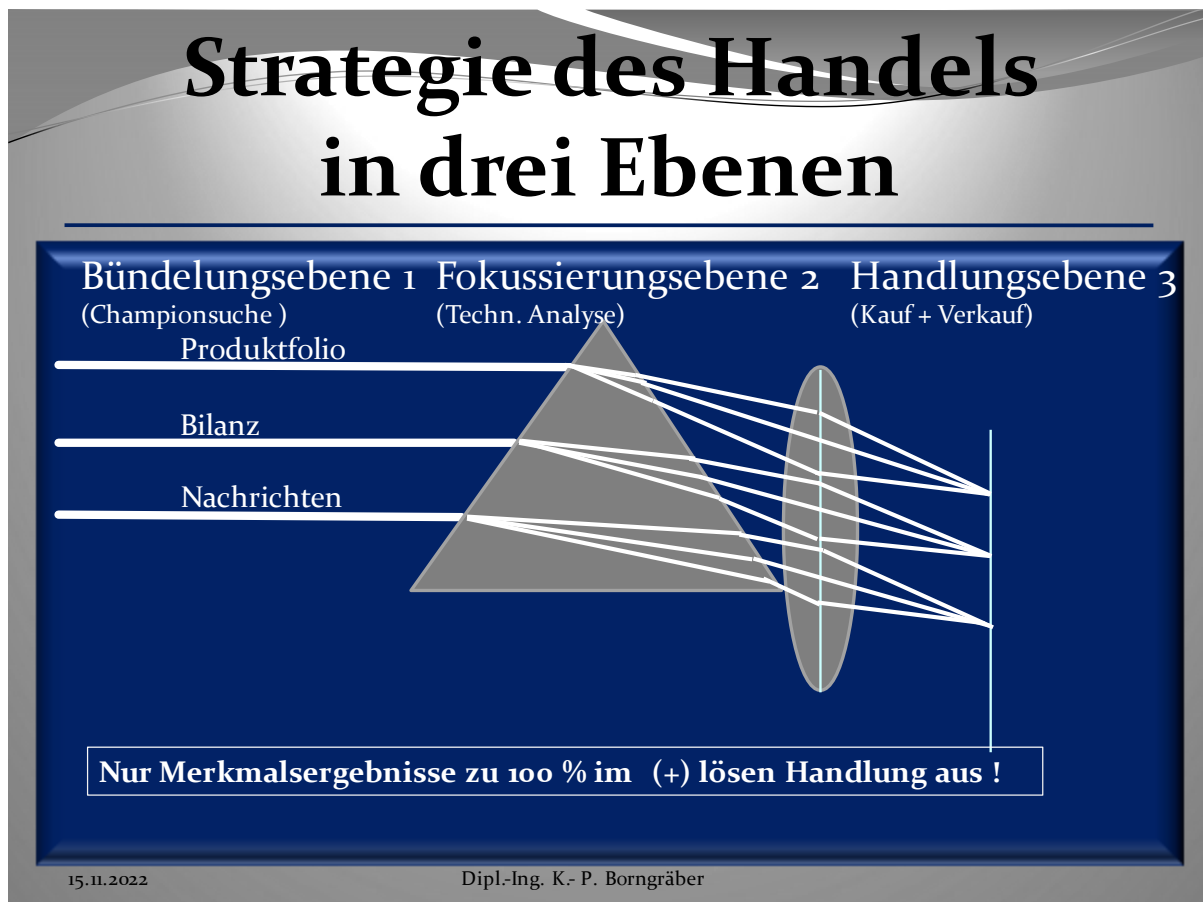 Strategie des Handels
in drei Ebenen
Bündelungsebene 1
(Championsuche )
Fokussierungsebene 2
(Techn. Analyse)
Handlungsebene 3
(Kauf + Verkauf)
Produktfolio
Bilanz
Nachrichten
Nur Merkmalsergebnisse zu 100 % im (+) lösen Handlung aus !
15.11.2022
Dipl.-Ing. K.- P. Borngräber